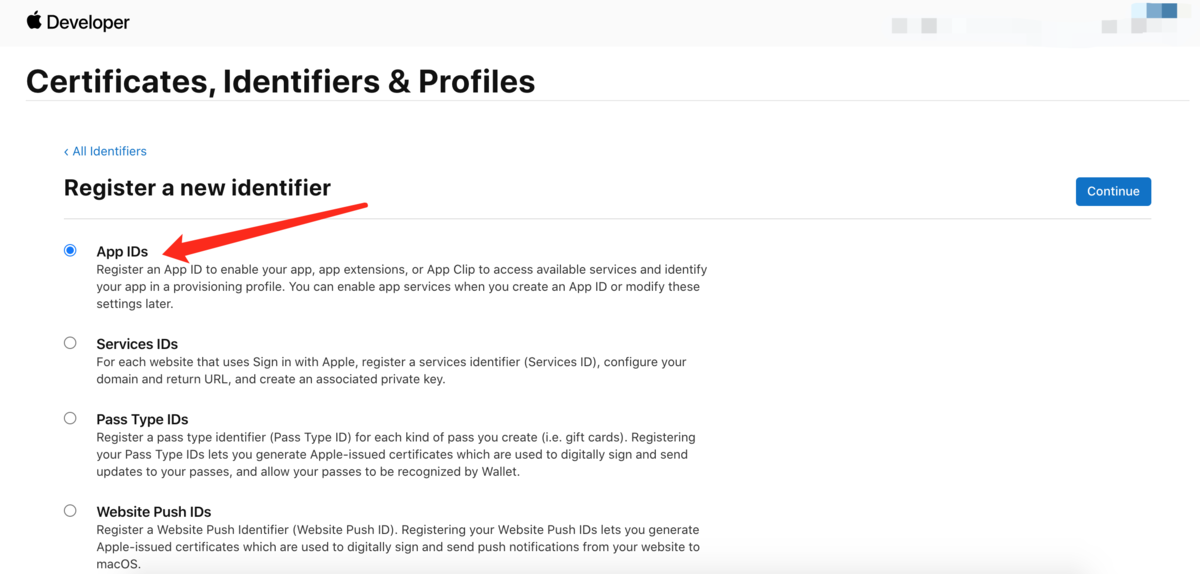 Developer
Certificates, Identifiers & Profiles
‹ All Identifiers
Register a new identifier
Continue
App IDs
Register an App ID to enable your app, app extensions, or App Clip to access available services and identify
your app in a provisioning profile. You can enable app services when you create an App ID or modify these
settings later.
Services IDs
For each website that uses Sign in with Apple, register a services identifier (Services ID), configure your
domain and return URL, and create an associated private key.
Pass Type IDs
Register a pass type identifier (Pass Type ID) for each kind of pass you create (i.e. gift cards). Registering
your Pass Type IDs lets you generate Apple-issued certificates which are used to digitally sign and send
updates to your passes, and allow your passes to be recognized by Wallet.
Website Push IDs
Register a Website Push Identifier (Website Push ID). Registering your Website Push IDs lets you generate
Apple-issued certificates which are used to digitally sign and send push notifications from your website to
macOS.